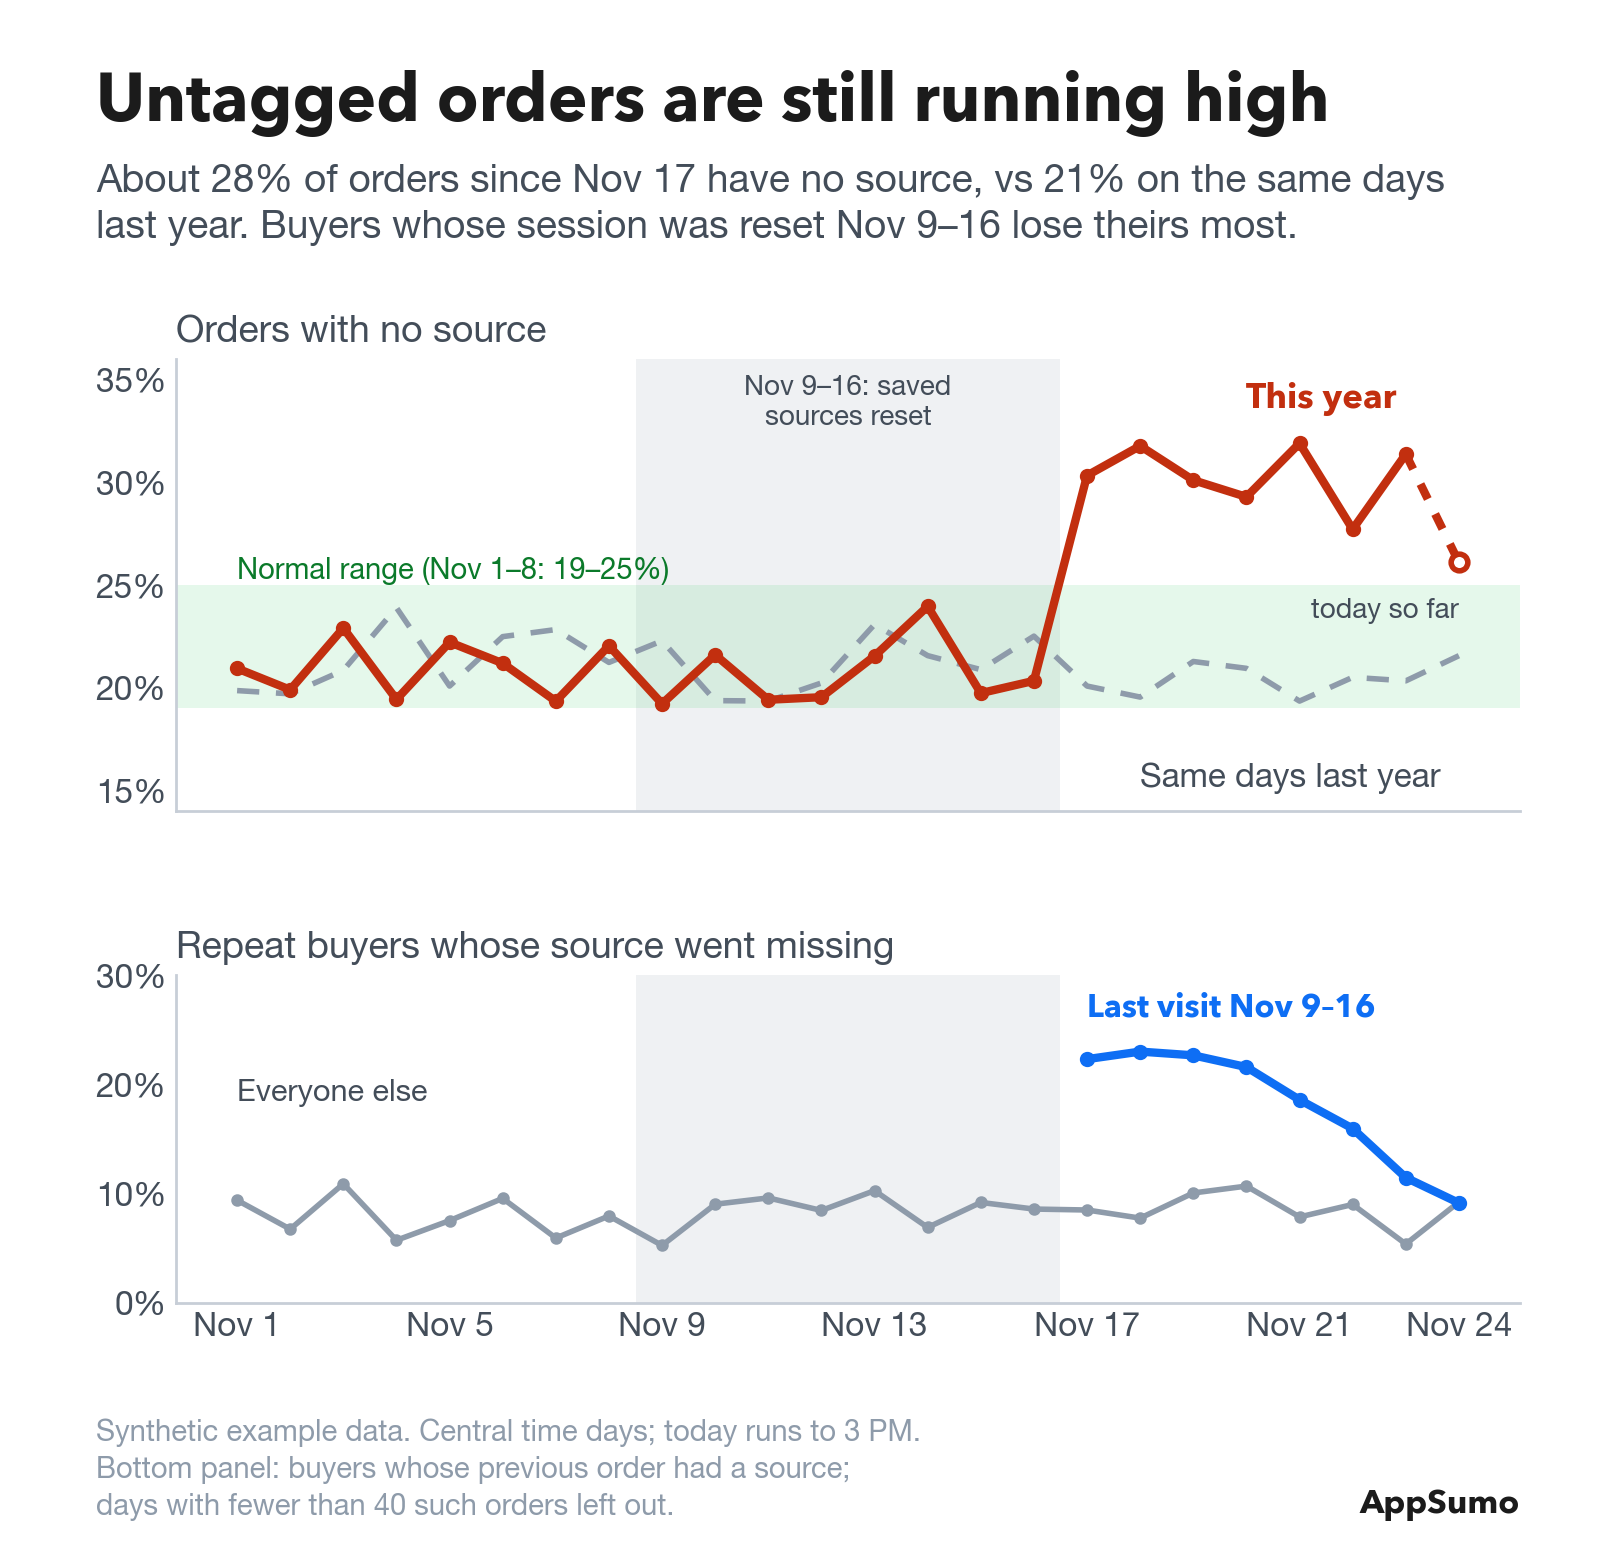 Untagged orders are still running high
About 28% of orders since Nov 17 have no source, vs 21% on the same days
last year. Buyers whose session was reset Nov 9–16 lose theirs most.
Orders with no source
35%
Nov 9–16: saved
sources reset
This year
30%
Normal range (Nov 1–8: 19–25%)
25%
today so far
20%
Same days last year
15%
Repeat buyers whose source went missing
30%
Last visit Nov 9–16
20%
Everyone else
10%
0%
Nov 1 Nov 5 Nov 9 Nov 13 Nov 17 Nov 21 Nov 24
Synthetic example data. Central time days; today runs to 3 PM.
Bottom panel: buyers whose previous order had a source;
days with fewer than 40 such orders left out.
AppSumo